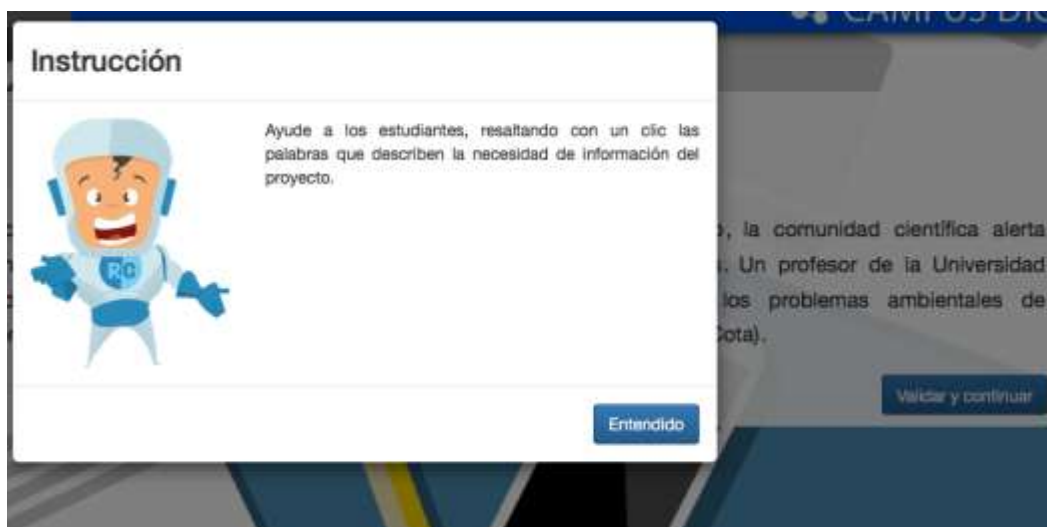 CAMPUS
Instrucción
Ayude a los estudiantes, resaltando con un clic las
palabras que describen la necesidad de información del
proyecto.
RC
, la comunidad científica alerta
. Un profesor de la Universidad
los problemas ambientales de
Cota).
Validar y continuar
Entendido